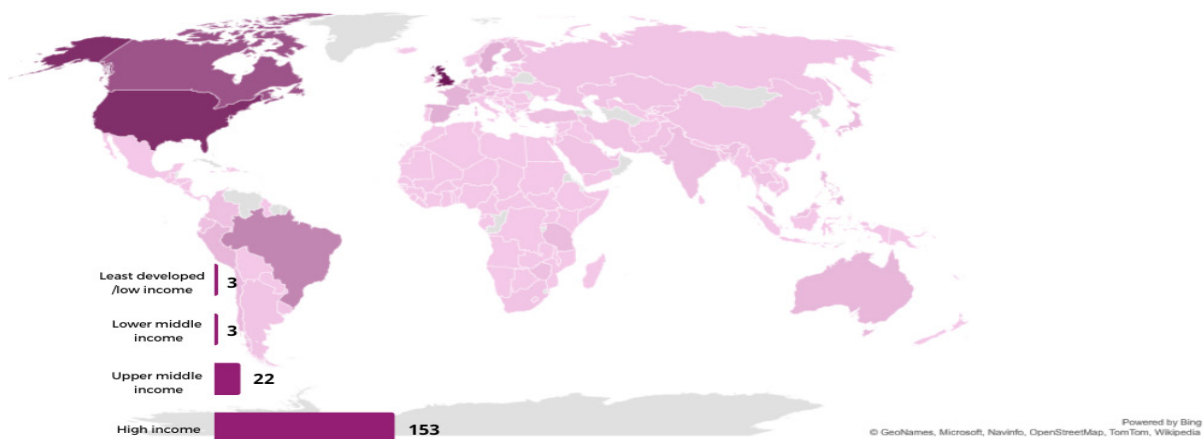 Least developed
/low income
3
Lower middle
income
3
Upper middle
income
22
High income
153
Powered by Bing
© GeoNames, Microsoft, Navinfo, OpenStreetMap, TomTom, Wikipedia